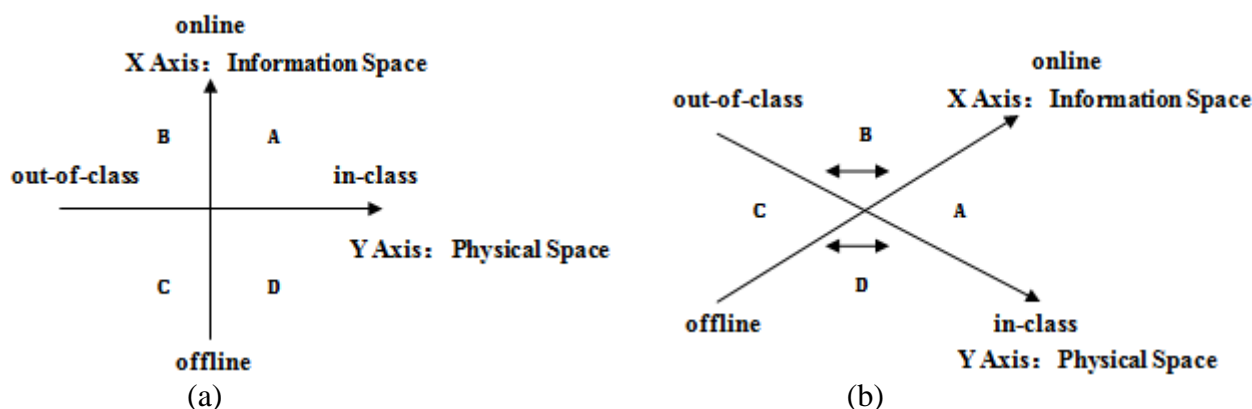 online
X Axis： Information Space
B A
out-of-class in-class
Y Axis： Physical Space
C D
offline
(a)
online
out-of-class X Axis： Information Space
B
C A
D
offline in-class
Y Axis： Physical Space
(b)